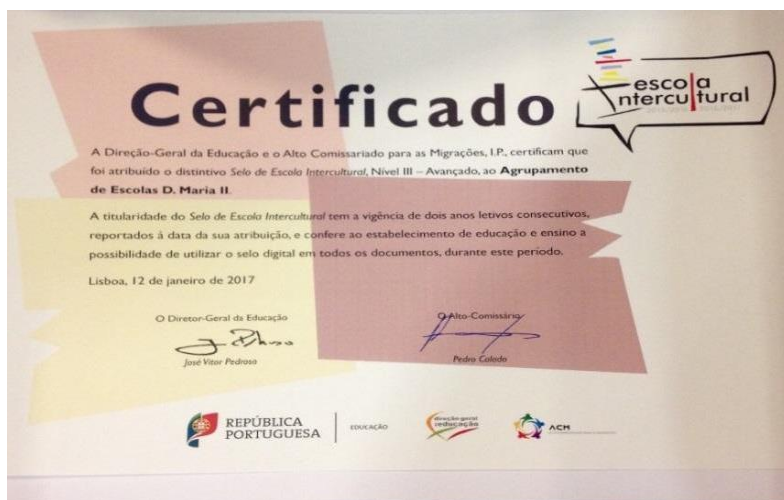 Certificado
escola
intercultural
A Direção-Geral da Educação e o Alto Comissariado para as Migrações, I.P., certificam que
foi atribuído o distintivo Selo de Escola Intercultural, Nível III – Avançado, ao Agrupamento
de Escolas D. Maria II.
A titularidade do Selo de Escola Intercultural tem a vigência de dois anos letivos consecutivos,
reportados à data da sua atribuição, e confere ao estabelecimento de educação e ensino a
possibilidade de utilizar o selo digital em todos os documentos, durante este período.
Lisboa, 12 de janeiro de 2017
O Diretor-Geral da Educação
O Alto-Comissário
José Vitor Pedroso
Pedro Calado
REPÚBLICA
PORTUGUESA
EDUCAÇÃO
direção-geral
educação
ACM